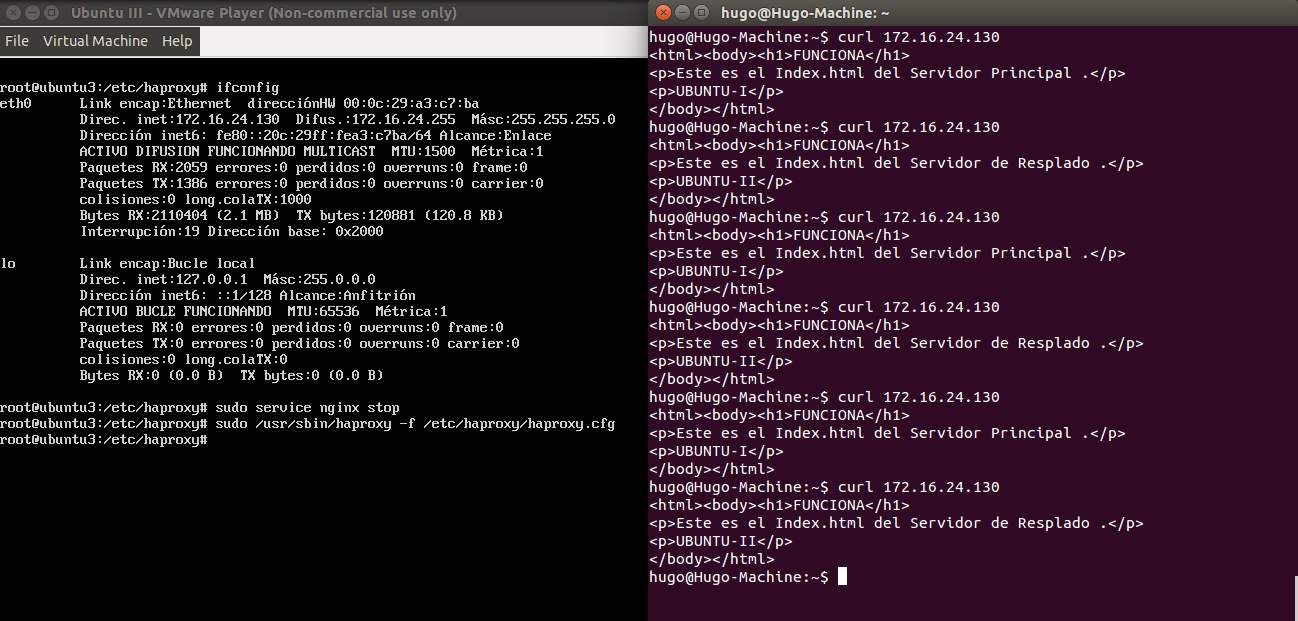 Ubuntu III - VMware Player (Non-commercial use only)
File Virtual Machine Help
root@ubuntu3:/etc/haproxy# ifconfig
eth0 Link encap:Ethernet direcciónHW 00:0c:29:a3:c7:ba
Direc. inet:172.16.24.130 Difus.:172.16.24.255 Másc:255.255.255.0
Dirección inet6: fe80::20c:29ff:fea3:c7ba/64 Alcance:Enlace
ACTIVO DIFUSION FUNCIONANDO MULTICAST MTU:1500 Métrica:1
Paquetes RX:2059 errores:0 perdidos:0 overruns:0 frame:0
Paquetes TX:1386 errores:0 perdidos:0 overruns:0 carrier:0
colisiones:0 long.colaTX:1000
Bytes RX:2110404 (2.1 MB) TX bytes:120881 (120.8 KB)
Interrupción:19 Dirección base: 0x2000
lo Link encap:Bucle local
Direc. inet:127.0.0.1 Másc:255.0.0.0
Dirección inet6: ::1/128 Alcance:Anfitrión
ACTIVO BUCLE FUNCIONANDO MTU:65536 Métrica:1
Paquetes RX:0 errores:0 perdidos:0 overruns:0 frame:0
Paquetes TX:0 errores:0 perdidos:0 overruns:0 carrier:0
colisiones:0 long.colaTX:0
Bytes RX:0 (0.0 B) TX bytes:0 (0.0 B)
root@ubuntu3:/etc/haproxy# sudo service nginx stop
root@ubuntu3:/etc/haproxy# sudo /usr/sbin/haproxy -f /etc/haproxy/haproxy.cfg
root@ubuntu3:/etc/haproxy#
hugo@Hugo-Machine: ~
hugo@Hugo-Machine:~$ curl 172.16.24.130
<html><body><h1>FUNCIONA</h1>
<p>Este es el Index.html del Servidor Principal .</p>
<p>UBUNTU-I</p>
</body></html>
hugo@Hugo-Machine:~$ curl 172.16.24.130
<html><body><h1>FUNCIONA</h1>
<p>Este es el Index.html del Servidor de Resplado .</p>
<p>UBUNTU-II</p>
</body></html>
hugo@Hugo-Machine:~$ curl 172.16.24.130
<html><body><h1>FUNCIONA</h1>
<p>Este es el Index.html del Servidor Principal .</p>
<p>UBUNTU-I</p>
</body></html>
hugo@Hugo-Machine:~$ curl 172.16.24.130
<html><body><h1>FUNCIONA</h1>
<p>Este es el Index.html del Servidor de Resplado .</p>
<p>UBUNTU-II</p>
</body></html>
hugo@Hugo-Machine:~$ curl 172.16.24.130
<html><body><h1>FUNCIONA</h1>
<p>Este es el Index.html del Servidor Principal .</p>
<p>UBUNTU-I</p>
</body></html>
hugo@Hugo-Machine:~$ curl 172.16.24.130
<html><body><h1>FUNCIONA</h1>
<p>Este es el Index.html del Servidor de Resplado .</p>
<p>UBUNTU-II</p>
</body></html>
hugo@Hugo-Machine:~$